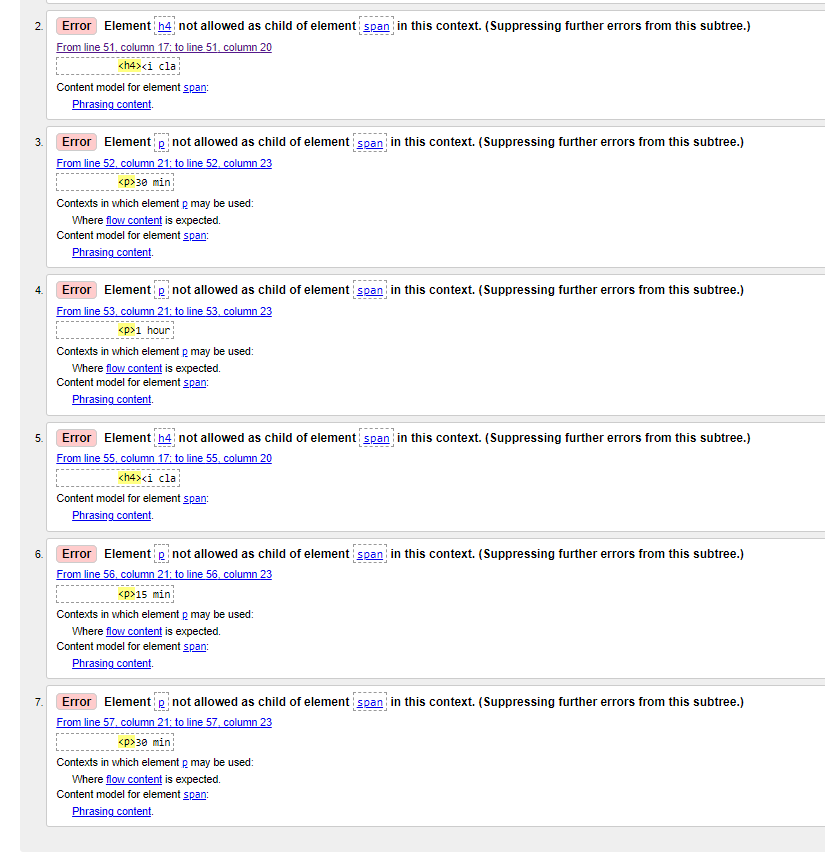 2. Error Element h4 not allowed as child of element span in this context. (Suppressing further errors from this subtree.)
From line 51, column 17; to line 51, column 20
<h4><i cla
Content model for element span:
Phrasing content.
3. Error Element p not allowed as child of element span in this context. (Suppressing further errors from this subtree.)
From line 52, column 21; to line 52, column 23
<p>30 min
Contexts in which element p may be used:
Where flow content is expected.
Content model for element span:
Phrasing content.
4. Error Element p not allowed as child of element span in this context. (Suppressing further errors from this subtree.)
From line 53, column 21; to line 53, column 23
<p>1 hour
Contexts in which element p may be used:
Where flow content is expected.
Content model for element span:
Phrasing content.
5. Error Element h4 not allowed as child of element span in this context. (Suppressing further errors from this subtree.)
From line 55, column 17; to line 55, column 20
<h4><i cla
Content model for element span:
Phrasing content.
6. Error Element p not allowed as child of element span in this context. (Suppressing further errors from this subtree.)
From line 56, column 21; to line 56, column 23
<p>15 min
Contexts in which element p may be used:
Where flow content is expected.
Content model for element span:
Phrasing content.
7. Error Element p not allowed as child of element span in this context. (Suppressing further errors from this subtree.)
From line 57, column 21; to line 57, column 23
<p>30 min
Contexts in which element p may be used:
Where flow content is expected.
Content model for element span:
Phrasing content.